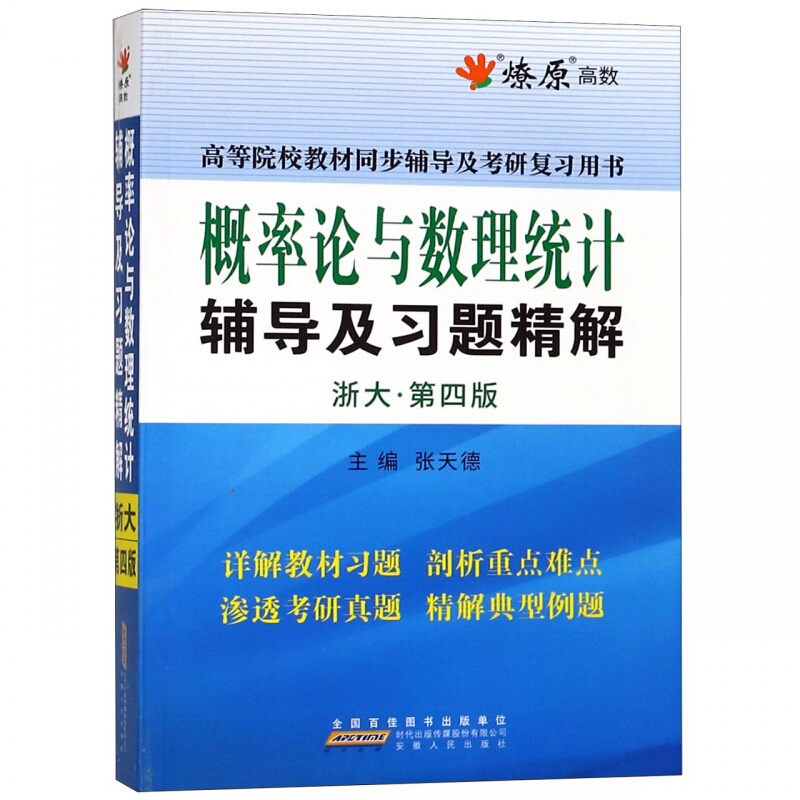 燎原®高数
高等院校教材同步辅导及考研复习用书
概率论与数理统计
辅导及习题精解
浙大·第四版
主编 张天德
详解教材习题 剖析重点难点
渗透考研真题 精解典型例题
全国百佳图书出版单位
APGTIME
时代出版传媒股份有限公司
安徽人民出版社
燎原®
高数
概率论与数理统计
辅导及习题精解
浙大
第四版